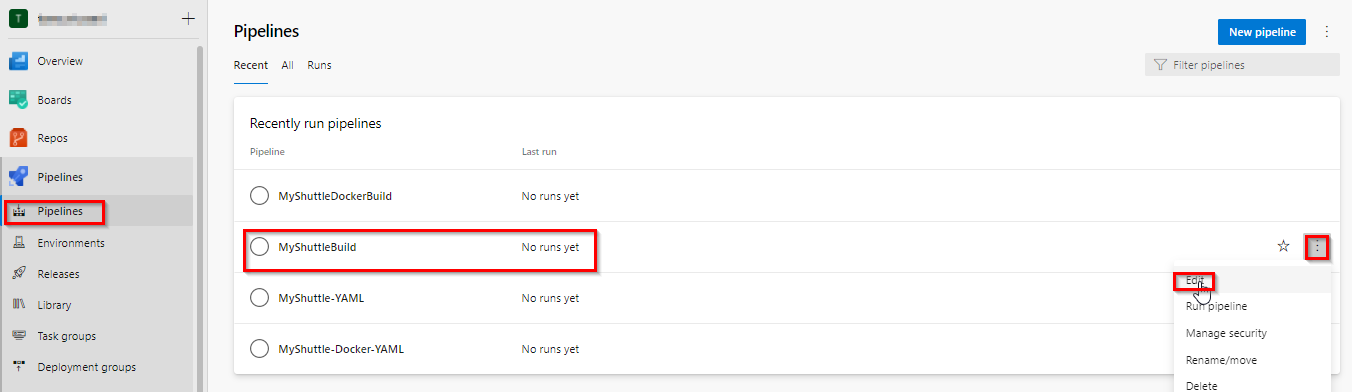 T
Overview
Boards
Repos
Pipelines
Pipelines
Environments
Releases
Library
Task groups
Deployment groups
Pipelines
New pipeline
Recent All Runs
Filter pipelines
Recently run pipelines
Pipeline Last run
MyShuttleDockerBuild No runs yet
MyShuttleBuild No runs yet
MyShuttle-YAML No runs yet
MyShuttle-Docker-YAML No runs yet
Edit
Run pipeline
Manage security
Rename/move
Delete